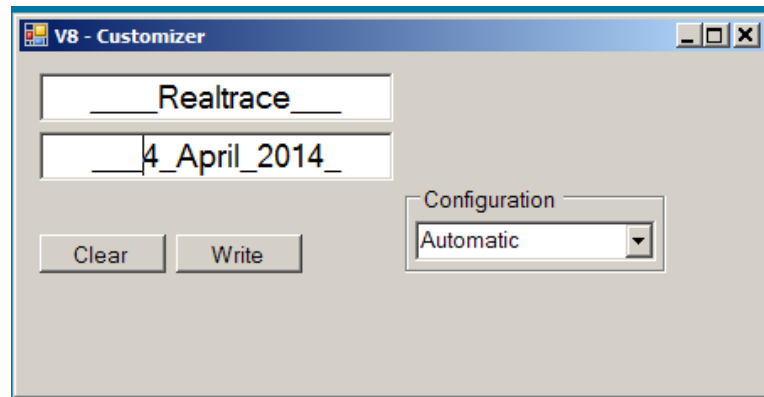 V8 - Customizer
____Realtrace___
___4_April_2014_
Configuration
Automatic
Clear Write